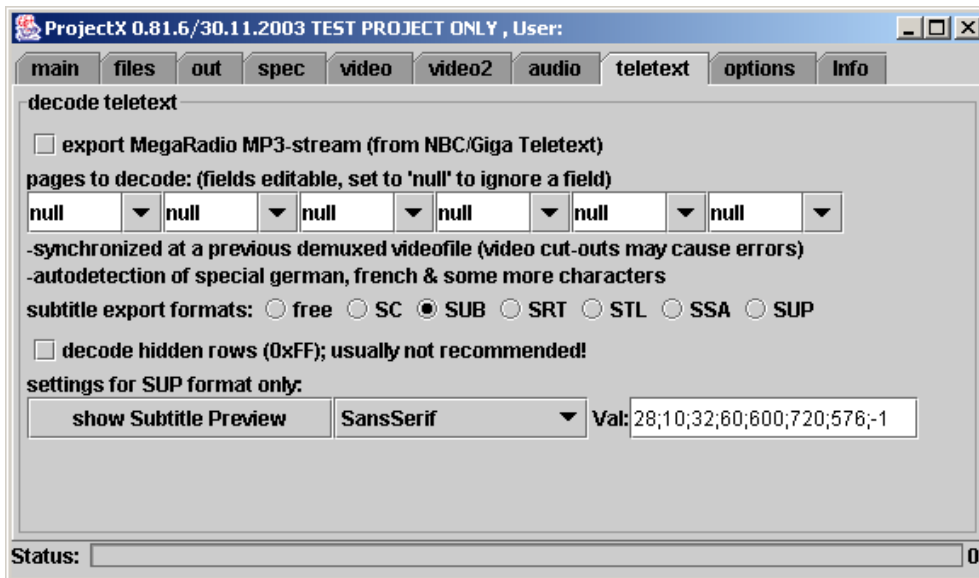 ProjectX 0.81.6/30.11.2003 TEST PROJECT ONLY , User:
main files out spec video video2 audio teletext options Info
decode teletext
export MegaRadio MP3-stream (from NBC/Giga Teletext)
pages to decode: (fields editable, set to 'null' to ignore a field)
null null null null null null
-synchronized at a previous demuxed videofile (video cut-outs may cause errors)
-autodetection of special german, french & some more characters
subtitle export formats: free SC SUB SRT STL SSA SUP
decode hidden rows (0xFF); usually not recommended!
settings for SUP format only:
show Subtitle Preview SansSerif Val: 28;10;32;60;600;720;576;-1
Status: 0